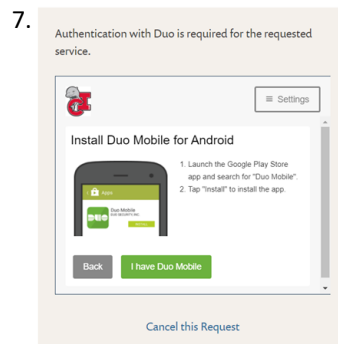 7.
Authentication with Duo is required for the requested
service.
≡ Settings
Install Duo Mobile for Android
1. Launch the Google Play Store
app and search for "Duo Mobile".
2. Tap "Install" to install the app.
Apps
Duo Mobile
Back
I have Duo Mobile
Cancel this Request